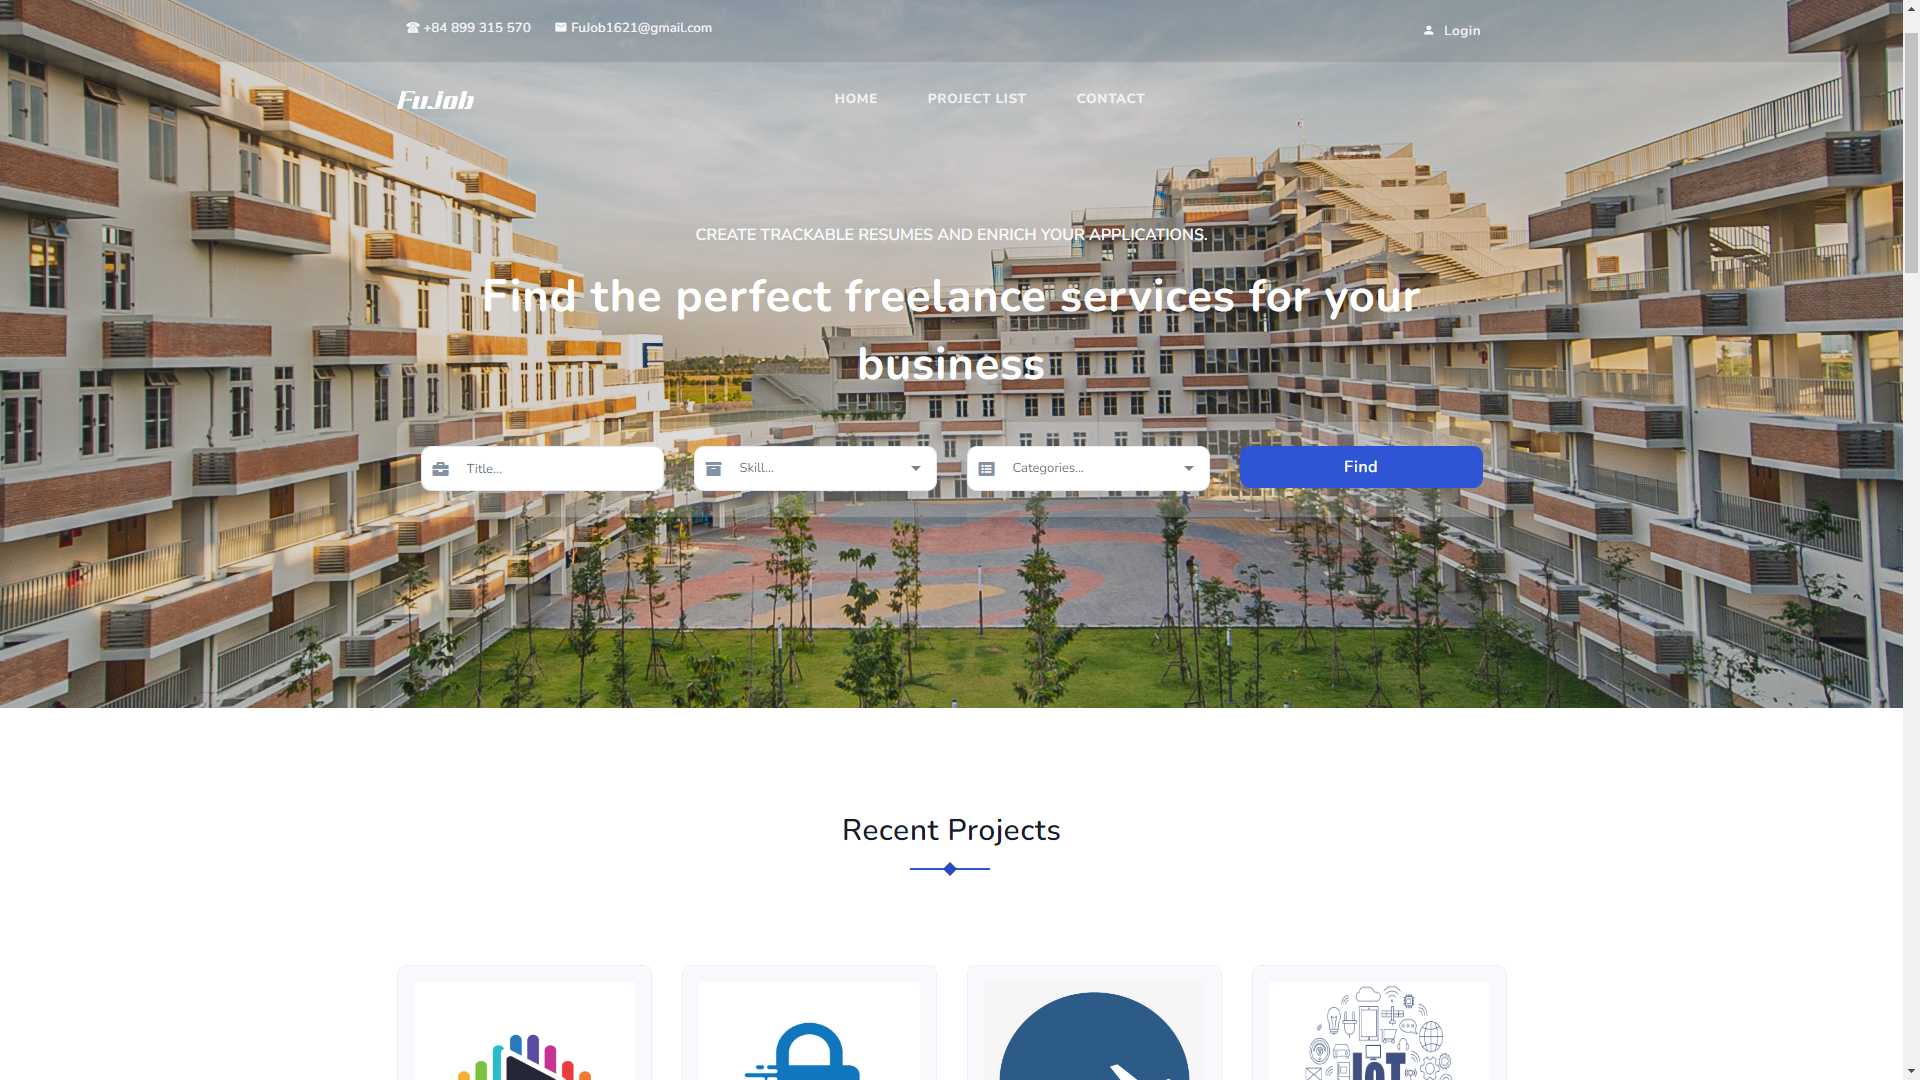 +84 899 315 570 FuJob1621@gmail.com Login
FuJob HOME PROJECT LIST CONTACT
CREATE TRACKABLE RESUMES AND ENRICH YOUR APPLICATIONS.
Find the perfect freelance services for your
business
Title... Skill... Categories... Find
Recent Projects
IoT